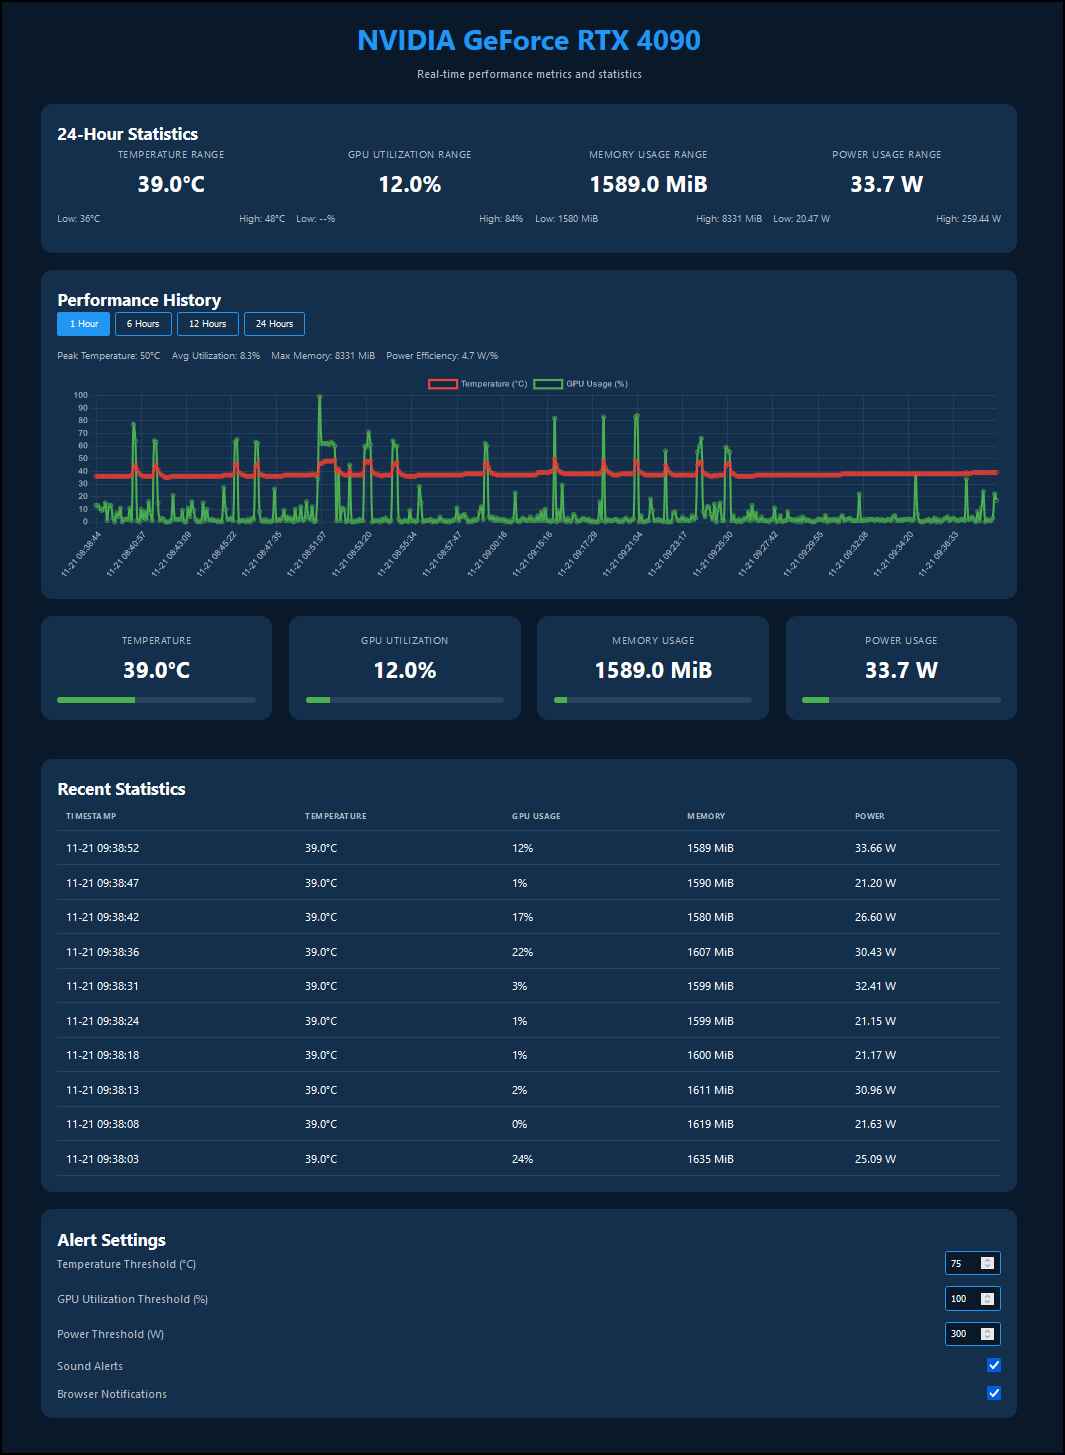 NVIDIA GeForce RTX 4090
Real-time performance metrics and statistics
24-Hour Statistics
TEMPERATURE RANGE GPU UTILIZATION RANGE MEMORY USAGE RANGE POWER USAGE RANGE
39.0°C 12.0% 1589.0 MiB 33.7 W
Low: 36°C High: 48°C Low: --% High: 84% Low: 1580 MiB High: 8331 MiB Low: 20.47 W High: 259.44 W
Performance History
1 Hour 6 Hours 12 Hours 24 Hours
Peak Temperature: 50°C Avg Utilization: 8.3% Max Memory: 8331 MiB Power Efficiency: 4.7 W/%
Temperature (°C) GPU Usage (%)
100
90
80
70
60
50
40
30
20
10
0
11-21 08:38:44 11-21 08:40:57 11-21 08:43:09 11-21 08:45:22 11-21 08:47:35 11-21 08:51:07 11-21 08:53:20 11-21 08:55:34 11-21 08:57:47 11-21 09:00:16 11-21 09:15:16 11-21 09:17:29 11-21 09:21:04 11-21 09:23:17 11-21 09:25:30 11-21 09:27:42 11-21 09:29:55 11-21 09:32:08 11-21 09:34:20 11-21 09:36:33
TEMPERATURE GPU UTILIZATION MEMORY USAGE POWER USAGE
39.0°C 12.0% 1589.0 MiB 33.7 W
Recent Statistics
TIMESTAMP TEMPERATURE GPU USAGE MEMORY POWER
11-21 09:38:52 39.0°C 12% 1589 MiB 33.66 W
11-21 09:38:47 39.0°C 1% 1590 MiB 21.20 W
11-21 09:38:42 39.0°C 17% 1580 MiB 26.60 W
11-21 09:38:36 39.0°C 22% 1607 MiB 30.43 W
11-21 09:38:31 39.0°C 3% 1599 MiB 32.41 W
11-21 09:38:24 39.0°C 1% 1599 MiB 21.15 W
11-21 09:38:18 39.0°C 1% 1600 MiB 21.17 W
11-21 09:38:13 39.0°C 2% 1611 MiB 30.96 W
11-21 09:38:08 39.0°C 0% 1619 MiB 21.63 W
11-21 09:38:03 39.0°C 24% 1635 MiB 25.09 W
Alert Settings
Temperature Threshold (°C) 75
GPU Utilization Threshold (%) 100
Power Threshold (W) 300
Sound Alerts
Browser Notifications